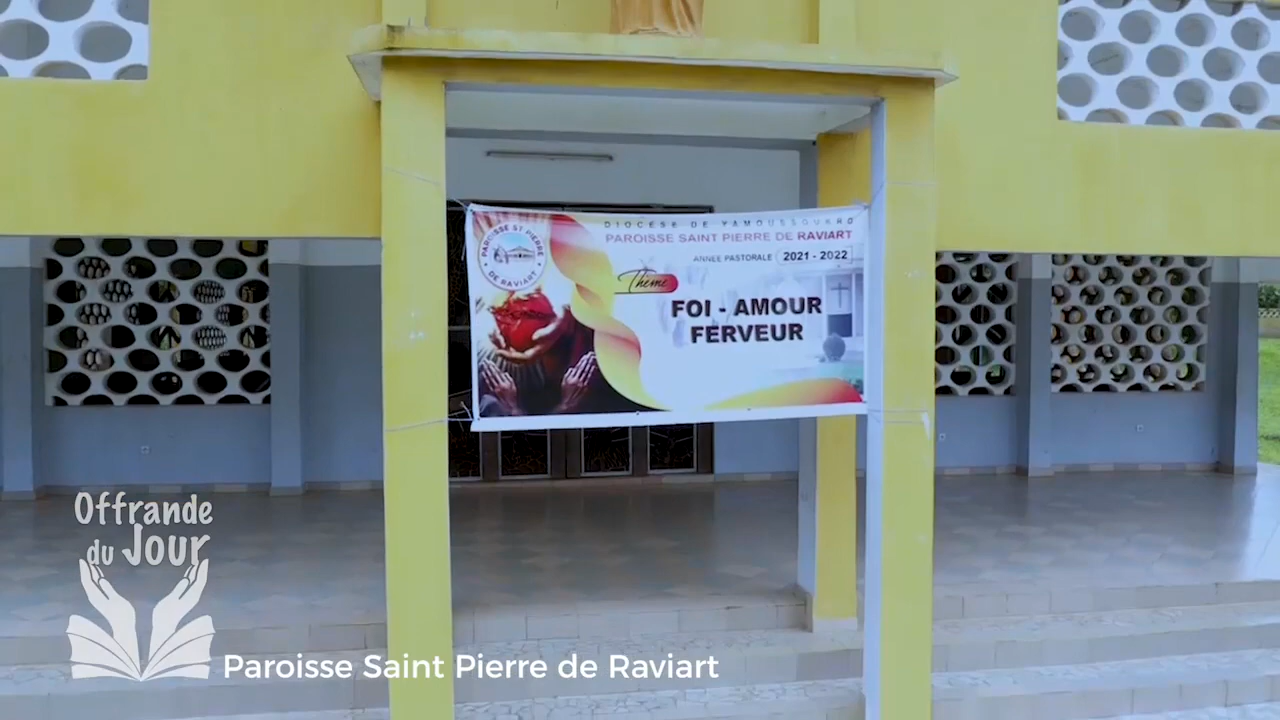 DIOCESE DE YAMOUSSOUKRO
PAROISSE SAINT PIERRE DE RAVIART
ANNEE PASTORALE 2021 - 2022
PAROISSE ST PIERRE
DE RAVIART
Thème
FOI - AMOUR
FERVEUR
Offrande
du Jour
Paroisse Saint Pierre de Raviart